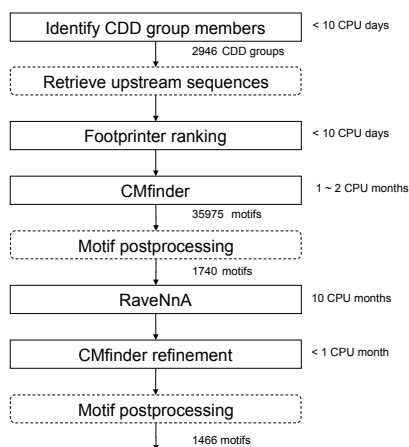 Identify CDD group members
< 10 CPU days
2946 CDD groups
Retrieve upstream sequences
Footprinter ranking
< 10 CPU days
CMfinder
1 ~ 2 CPU months
35975 motifs
Motif postprocessing
1740 motifs
RaveNnA
10 CPU months
CMfinder refinement
< 1 CPU month
Motif postprocessing
1466 motifs